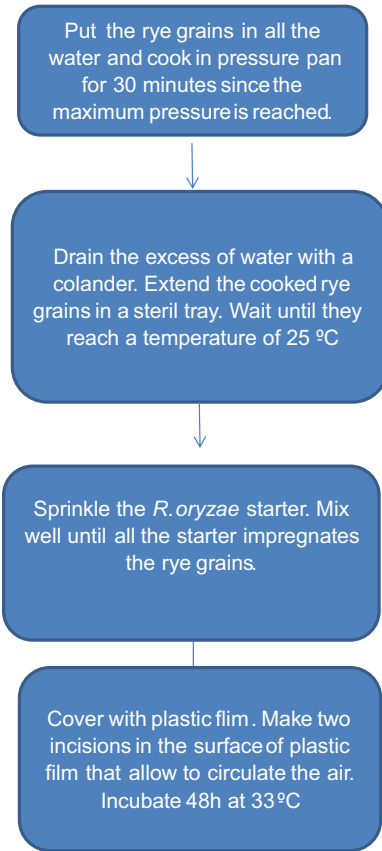 Put the rye grains in all the
water and cook in pressure pan
for 30 minutes since the
maximum pressure is reached.
Drain the excess of water with a
colander. Extend the cooked rye
grains in a steril tray. Wait until they
reach a temperature of 25 ºC
Sprinkle the R.oryzae starter. Mix
well until all the starter impregnates
the rye grains.
Cover with plastic flim. Make two
incisions in the surface of plastic
film that allow to circulate the air.
Incubate 48h at 33ºC